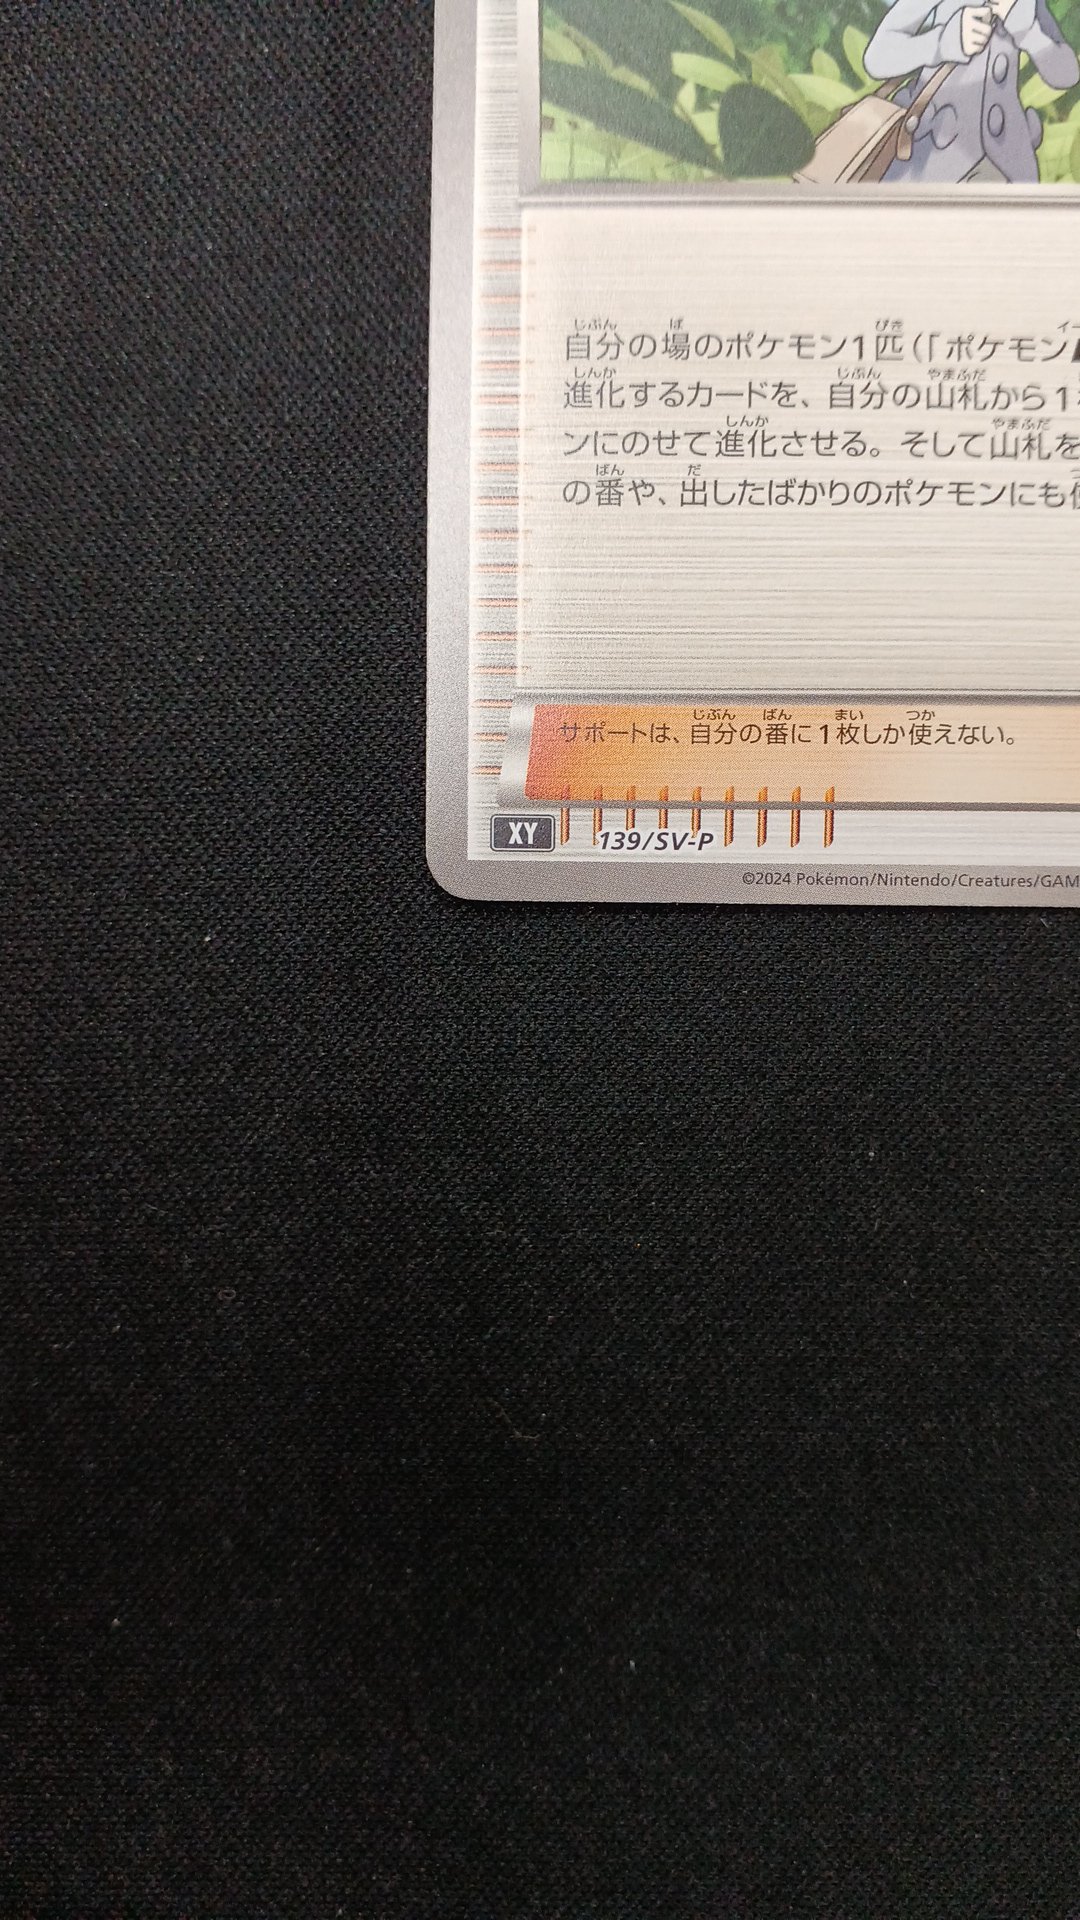 自分の場のポケモン1匹(「ポケモン
進化するカードを、自分の山札から1
ンにのせて進化させる。そして山札を
の番や、出したばかりのポケモンにも使
サポートは、自分の番に1枚しか使えない。
XY 139/SV-P
©2024 Pokémon/Nintendo/Creatures/GAM